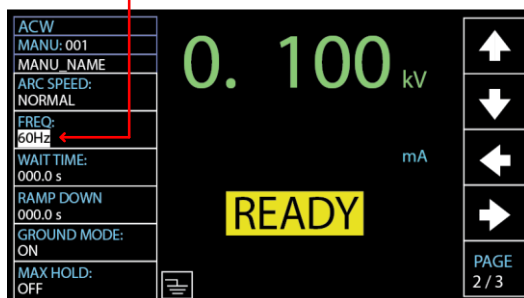 ACW
MANU: 001
MANU_NAME
ARC SPEED:
NORMAL
FREQ:
60Hz
WAIT TIME:
000.0 s
RAMP DOWN
000.0 s
GROUND MODE:
ON
MAX HOLD:
OFF
0. 100 kV
mA
READY
PAGE
2 / 3